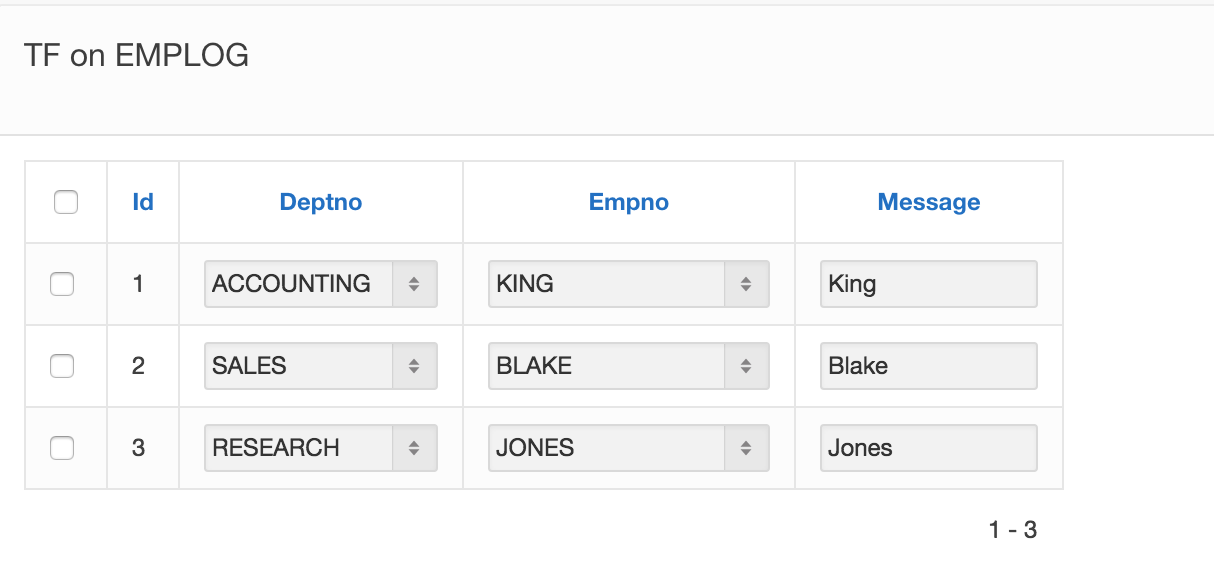 TF on EMPLOG
Id Deptno Empno Message
1 ACCOUNTING KING King
2 SALES BLAKE Blake
3 RESEARCH JONES Jones
1 - 3